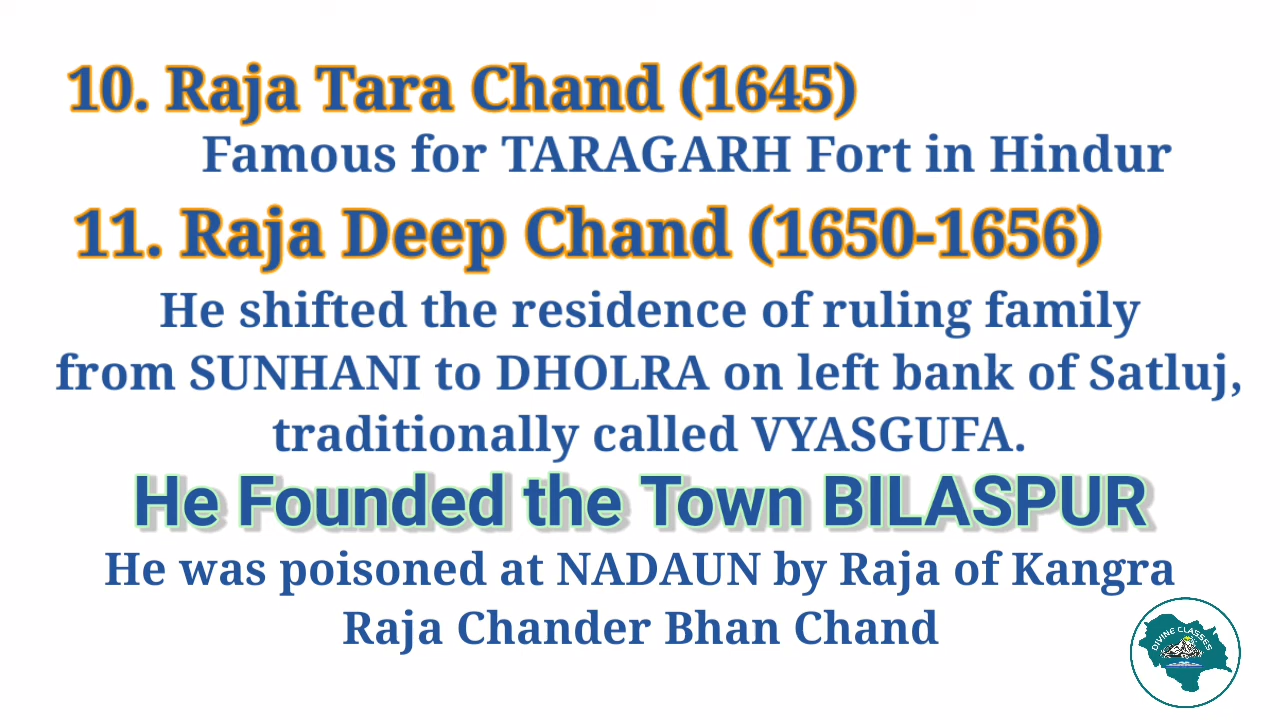 10. Raja Tara Chand (1645)
Famous for TARAGARH Fort in Hindur
11. Raja Deep Chand (1650-1656)
He shifted the residence of ruling family
from SUNHANI to DHOLRA on left bank of Satluj,
traditionally called VYASGUFA.
He Founded the Town BILASPUR
He was poisoned at NADAUN by Raja of Kangra
Raja Chander Bhan Chand
DIVINE CLASSES